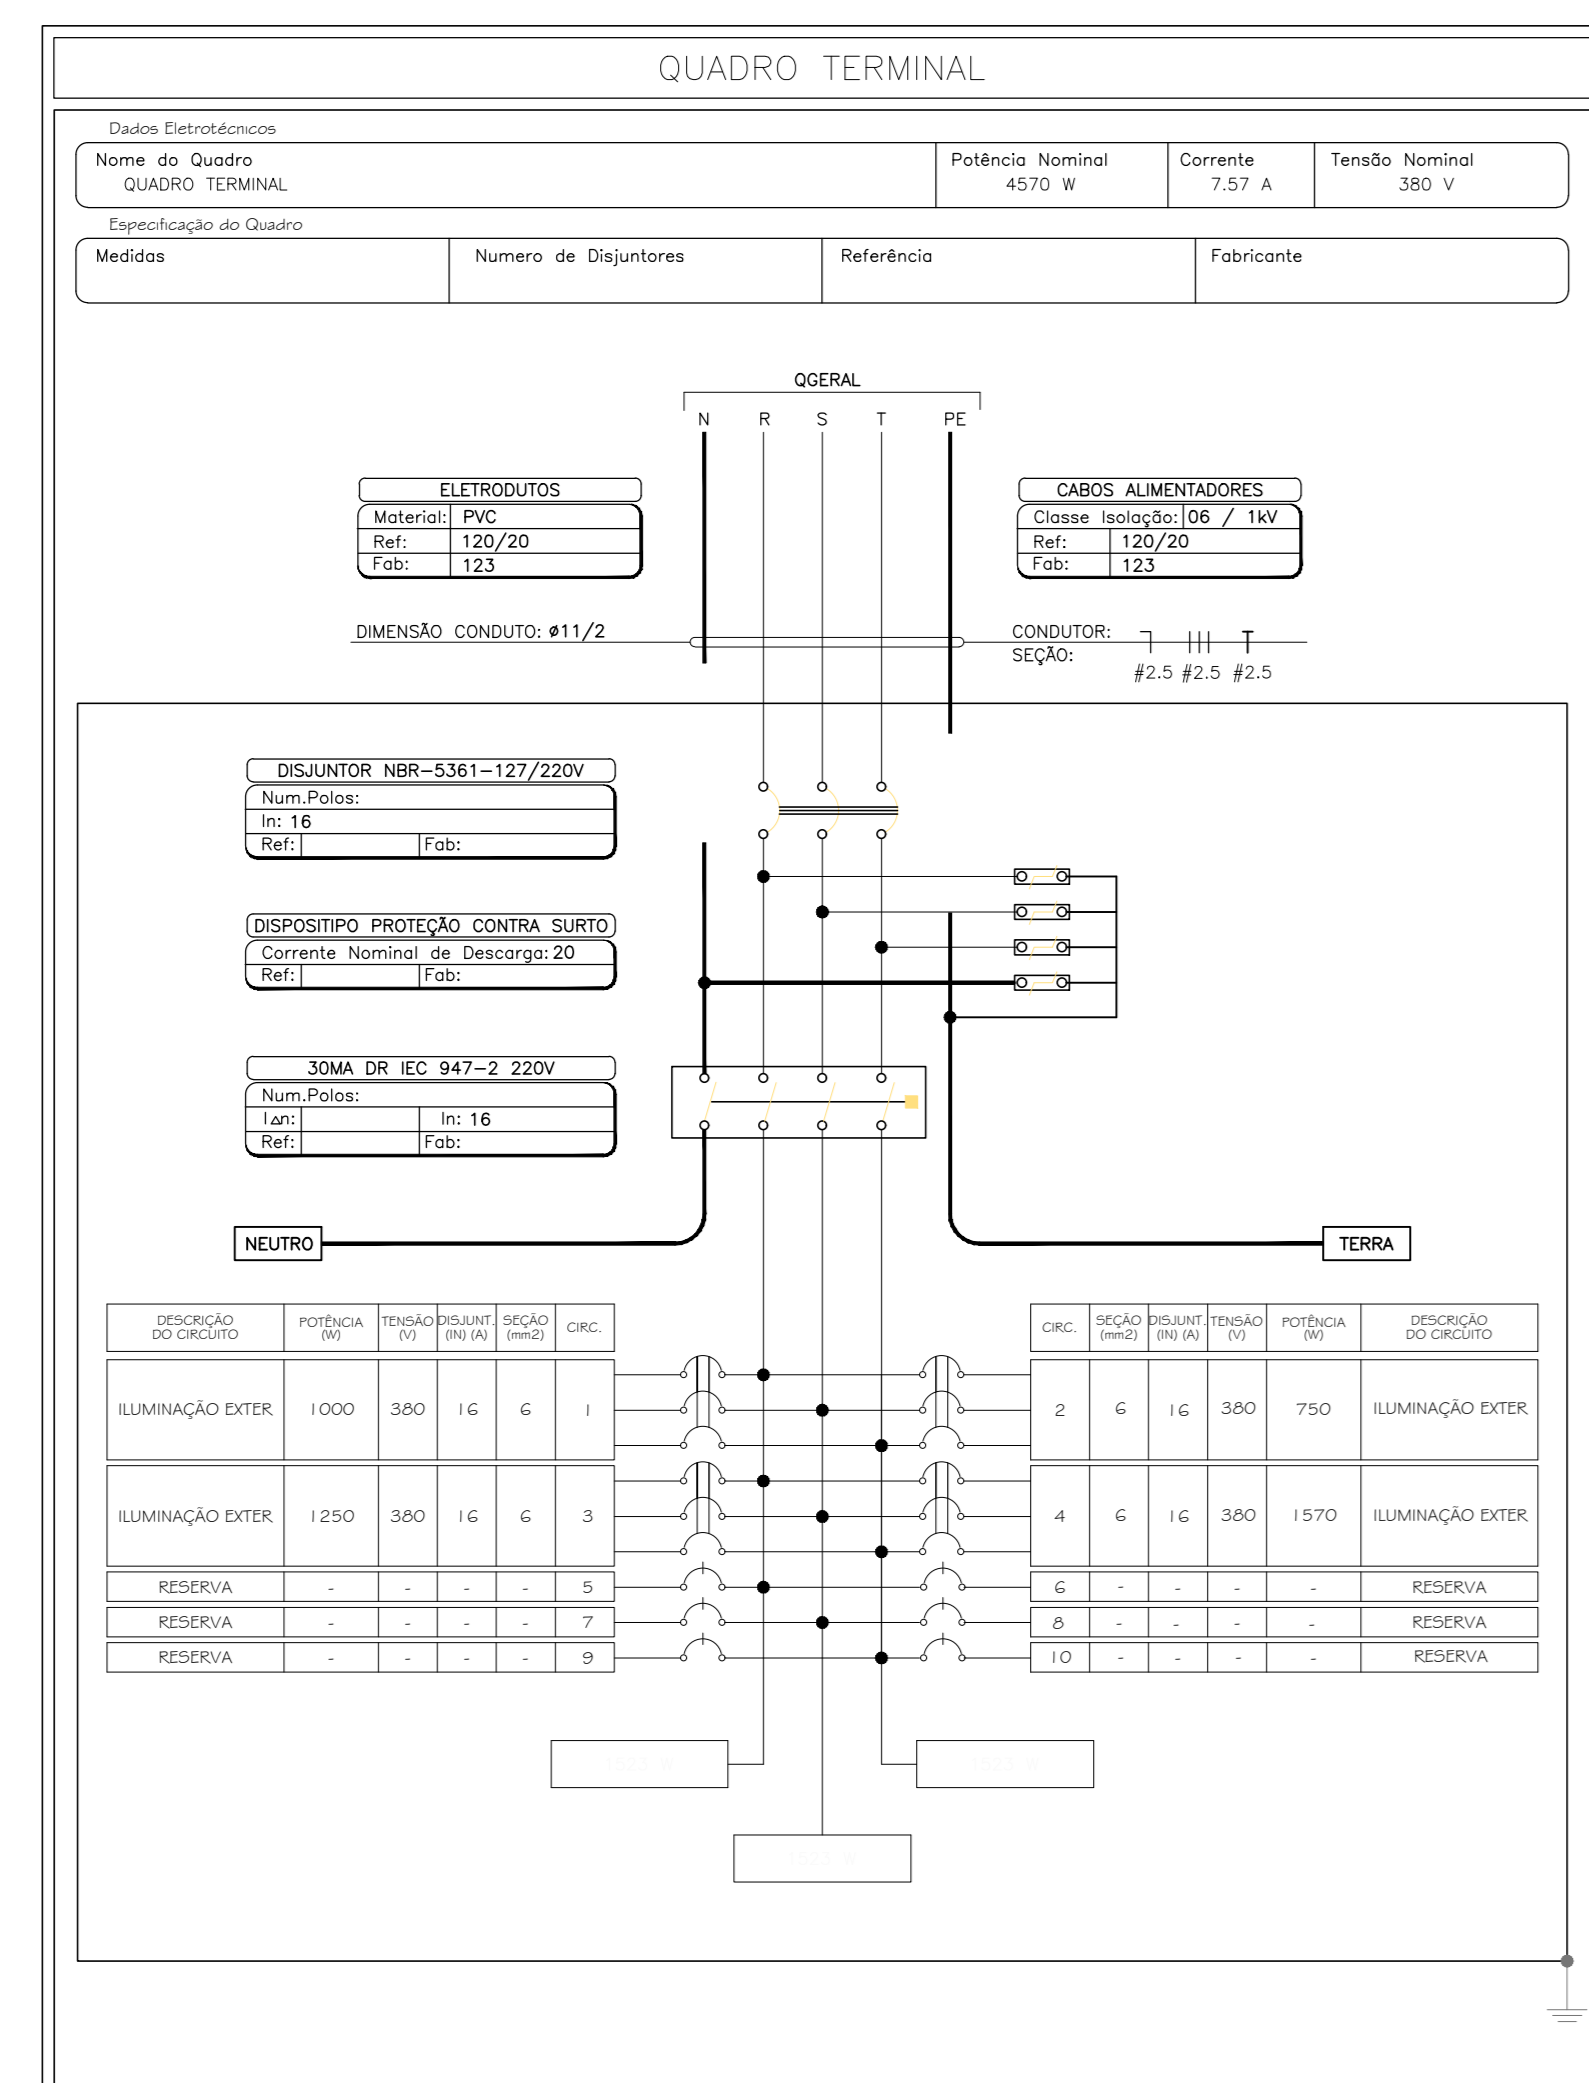 QUADRO TERMINAL
Dados Eletrotécnicos
Nome do Quadro Potência Nominal Corrente Tensão Nominal
QUADRO TERMINAL 4570 W 7.57 A 380 V
Especificação do Quadro
Medidas Numero de Disjuntores Referência Fabricante
QGERAL
N R S T PE
ELETRODUTOS
Material: PVC
Ref: 120/20
Fab: 123
CABOS ALIMENTADORES
Classe Isolação: 06 / 1kV
Ref: 120/20
Fab: 123
DIMENSÃO CONDUTO: ø11/2
CONDUTOR:
SEÇÃO:
#2.5 #2.5 #2.5
DISJUNTOR NBR-5361-127/220V
Num.Polos:
In: 16
Ref: Fab:
DISPOSITIPO PROTEÇÃO CONTRA SURTO
Corrente Nominal de Descarga: 20
Ref: Fab:
30MA DR IEC 947-2 220V
Num.Polos:
I△n: In: 16
Ref: Fab:
NEUTRO
TERRA
DESCRIÇÃO POTÊNCIA TENSÃO DISJUNT. SEÇÃO CIRC.
DO CIRCUITO (W) (V) (IN) (A) (mm2)
ILUMINAÇÃO EXTER 1000 380 16 6 1
ILUMINAÇÃO EXTER 1250 380 16 6 3
RESERVA - - - - 5
RESERVA - - - - 7
RESERVA - - - - 9
CIRC. SEÇÃO DISJUNT. TENSÃO POTÊNCIA DESCRIÇÃO
(mm2) (IN) (A) (V) (W) DO CIRCUITO
2 6 16 380 750 ILUMINAÇÃO EXTER
4 6 16 380 1570 ILUMINAÇÃO EXTER
6 - - - - RESERVA
8 - - - - RESERVA
10 - - - - RESERVA
1523 W
1523 W
1523 W